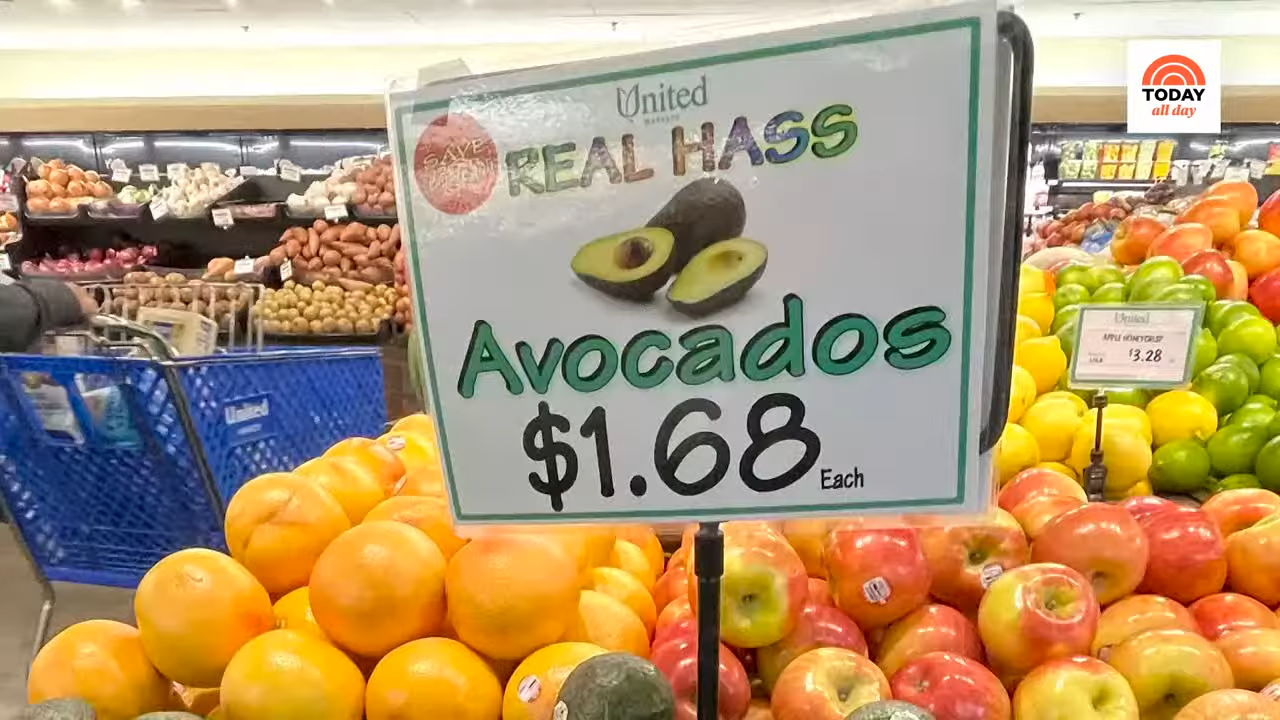 United
MARKETS
SAVE
REAL HASS
Avocados
$1.68 Each
TODAY
all day
United
APPLE HONEYCRISP
$3.28
United